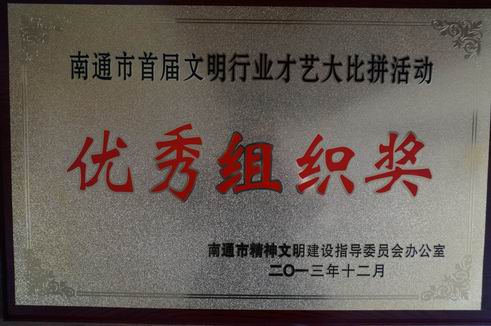 南通市首届文明行业才艺大比拼活动
优秀组织奖
南通市精神文明建设指导委员会办公室
二〇一三年十二月